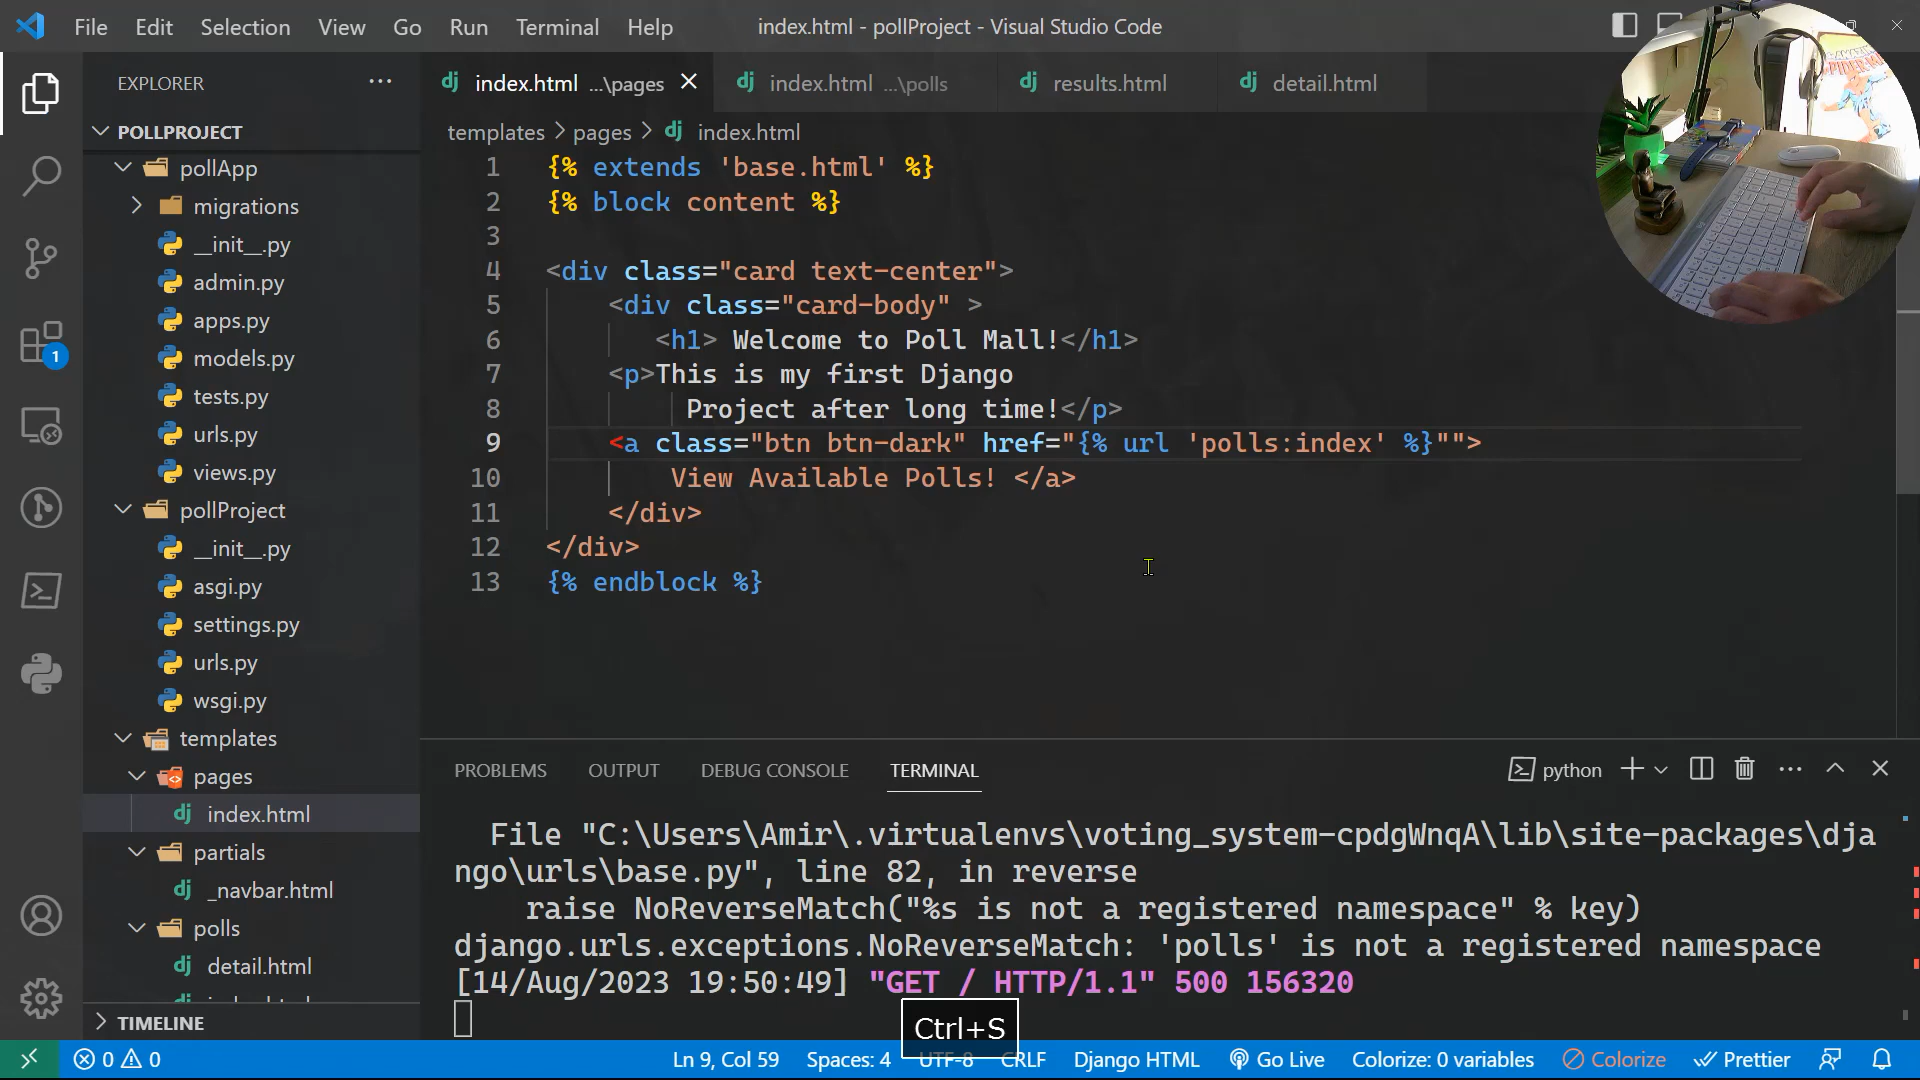 File Edit Selection View Go Run Terminal Help index.html - pollProject - Visual Studio Code
EXPLORER
index.html ...\pages index.html ...\polls results.html detail.html
POLLPROJECT
templates > pages > index.html
pollApp
migrations
__init__.py
admin.py
apps.py
models.py
tests.py
urls.py
views.py
pollProject
__init__.py
asgi.py
settings.py
urls.py
wsgi.py
templates
pages
index.html
partials
_navbar.html
polls
detail.html
TIMELINE
1
1 {% extends 'base.html' %}
2 {% block content %}
3
4 <div class="card text-center">
5 <div class="card-body" >
6 <h1> Welcome to Poll Mall!</h1>
7 <p>This is my first Django
8 Project after long time!</p>
9 <a class="btn btn-dark" href="{% url 'polls:index' %}"">
10 View Available Polls! </a>
11 </div>
12 </div>
13 {% endblock %}
PROBLEMS OUTPUT DEBUG CONSOLE TERMINAL python
File "C:\Users\Amir\.virtualenvs\voting_system-cpdgWnqA\lib\site-packages\dja
ngo\urls\base.py", line 82, in reverse
raise NoReverseMatch("%s is not a registered namespace" % key)
django.urls.exceptions.NoReverseMatch: 'polls' is not a registered namespace
[14/Aug/2023 19:50:49] "GET / HTTP/1.1" 500 156320
Ctrl+S
0 0 Ln 9, Col 59 Spaces: 4 UTF-8 CRLF Django HTML Go Live Colorize: 0 variables Colorize Prettier